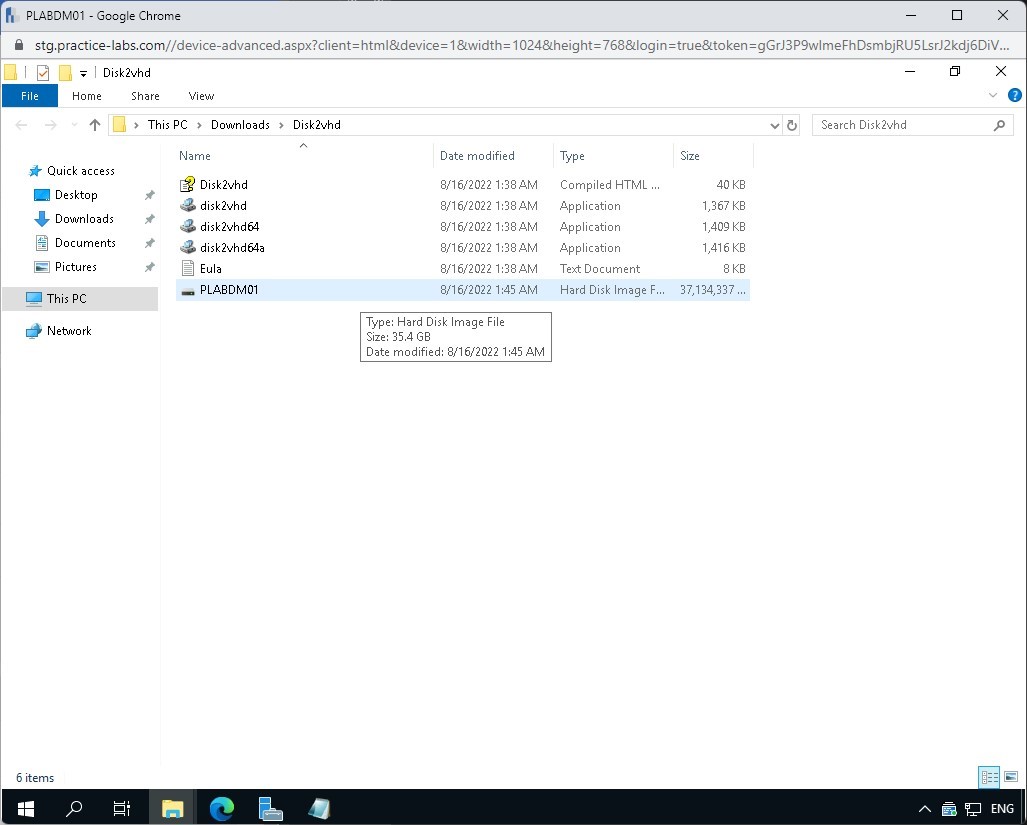 PLABDM01 - Google Chrome
stg.practice-labs.com//device-advanced.aspx?client=html&device=1&width=1024&height=768&login=true&token=gGrJ3P9wlmeFhDsmbjRU5LsrJ2kdj6DiV...
Disk2vhd
File Home Share View
This PC > Downloads > Disk2vhd
Search Disk2vhd
Name Date modified Type Size
Quick access
Desktop
Downloads
Documents
Pictures
This PC
Network
Disk2vhd 8/16/2022 1:38 AM Compiled HTML ... 40 KB
disk2vhd 8/16/2022 1:38 AM Application 1,367 KB
disk2vhd64 8/16/2022 1:38 AM Application 1,409 KB
disk2vhd64a 8/16/2022 1:38 AM Application 1,416 KB
Eula 8/16/2022 1:38 AM Text Document 8 KB
PLABDM01 8/16/2022 1:45 AM Hard Disk Image F... 37,134,337 ...
Type: Hard Disk Image File
Size: 35.4 GB
Date modified: 8/16/2022 1:45 AM
6 items
ENG